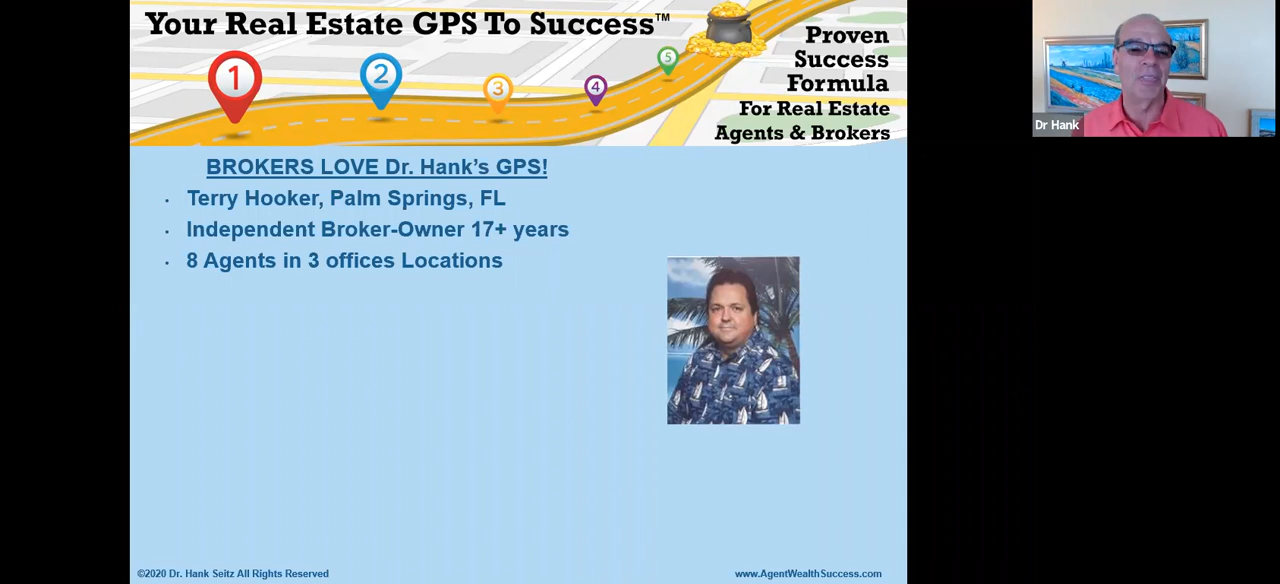 Your Real Estate GPS To Success™
1
2
3
4
5
Proven
Success
Formula
For Real Estate
Agents & Brokers
Dr Hank
BROKERS LOVE Dr. Hank's GPS!
· Terry Hooker, Palm Springs, FL
· Independent Broker-Owner 17+ years
· 8 Agents in 3 offices Locations
©2020 Dr. Hank Seitz All Rights Reserved
www.AgentWealthSuccess.com